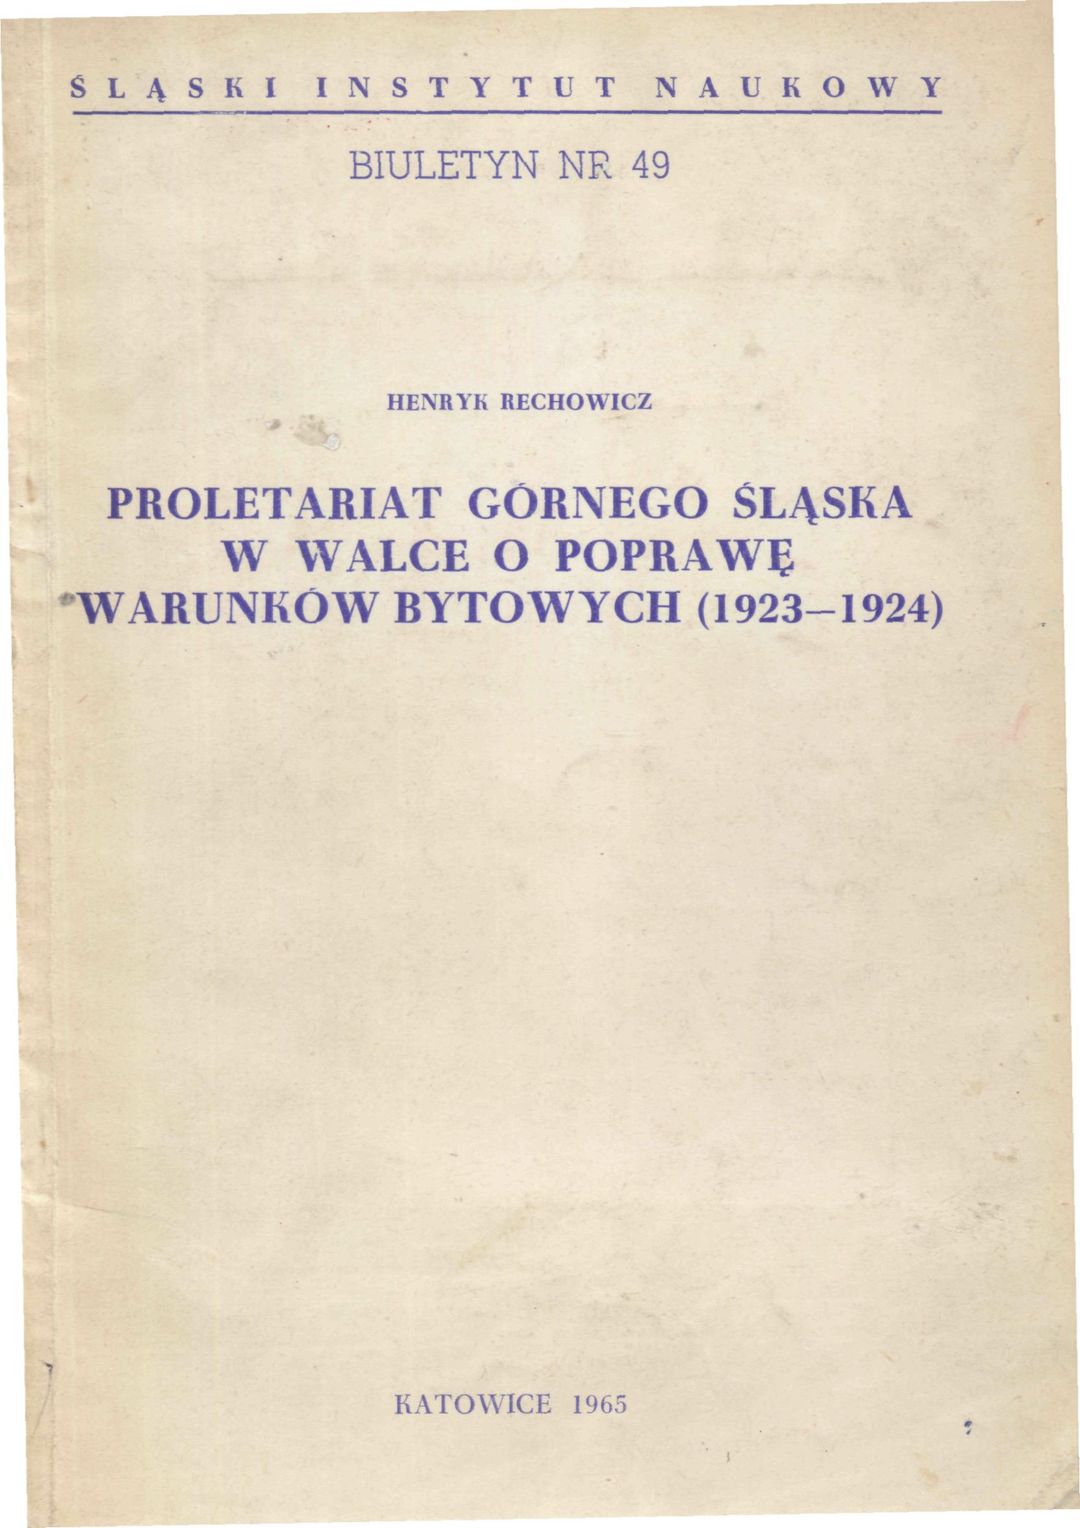 ŚLĄSKI INSTYTUT NAUKOWY
BIULETYN NR 49
HENRYK RECHOWICZ
PROLETARIAT GÓRNEGO ŚLĄSKA
W WALCE O POPRAWĘ
WARUNKÓW BYTOWYCH (1923—1924)
KATOWICE 1965